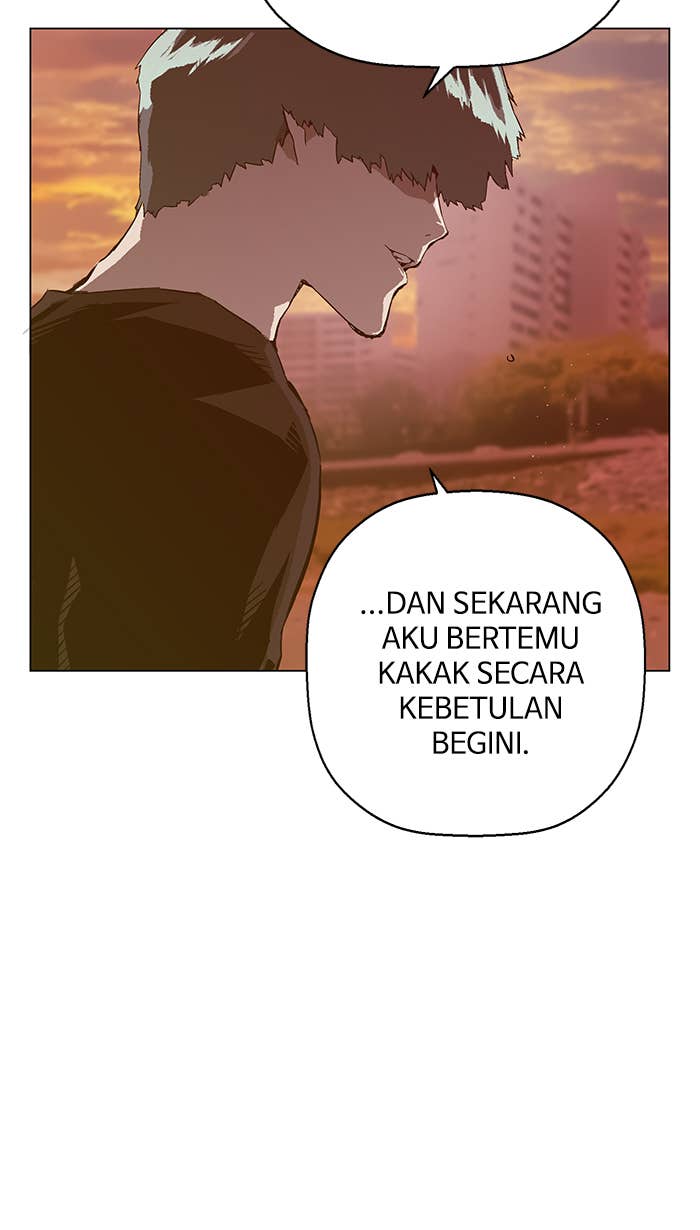 ...DAN SEKARANG
AKU BERTEMU
KAKAK SECARA
KEBETULAN
BEGINI.